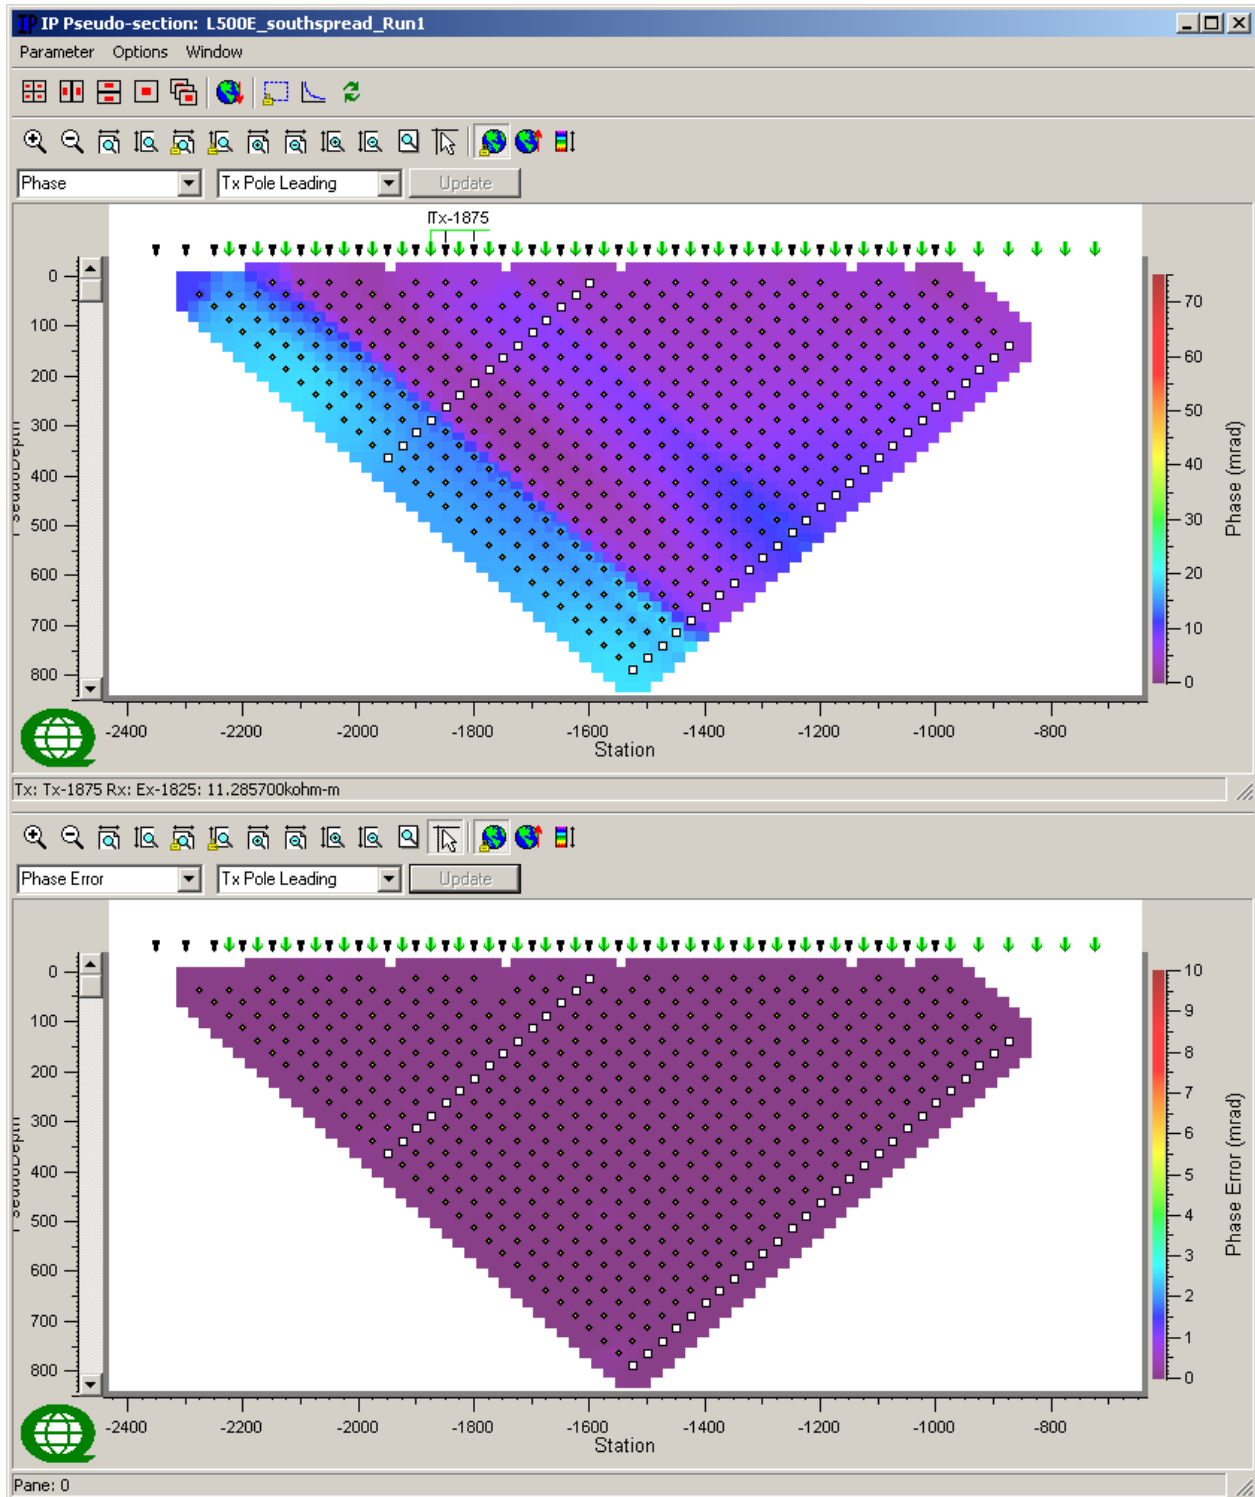 IP Pseudo-section: L500E_southspread_Run1
Parameter Options Window
Phase Tx Pole Leading Update
Tx-1875
0
100
200
300
400
500
600
700
800
70
60
50
40
30
20
10
0
Phase (mrad)
-2400 -2200 -2000 -1800 -1600 -1400 -1200 -1000 -800
Station
Tx: Tx-1875 Rx: Ex-1825: 11.285700kohm-m
Phase Error Tx Pole Leading Update
0
100
200
300
400
500
600
700
800
10
9
8
7
6
5
4
3
2
1
0
Phase Error (mrad)
-2400 -2200 -2000 -1800 -1600 -1400 -1200 -1000 -800
Station
Pane: 0